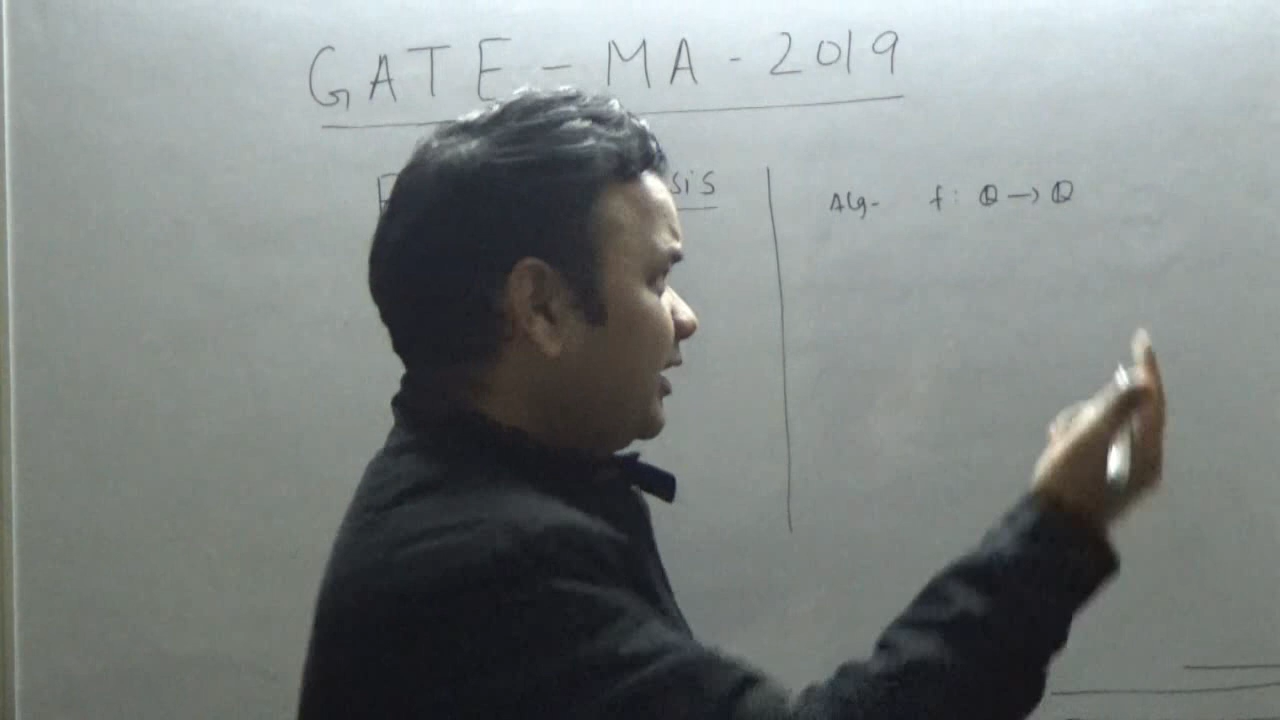 GATE - MA - 2019
Alg- f: ℚ → ℚ